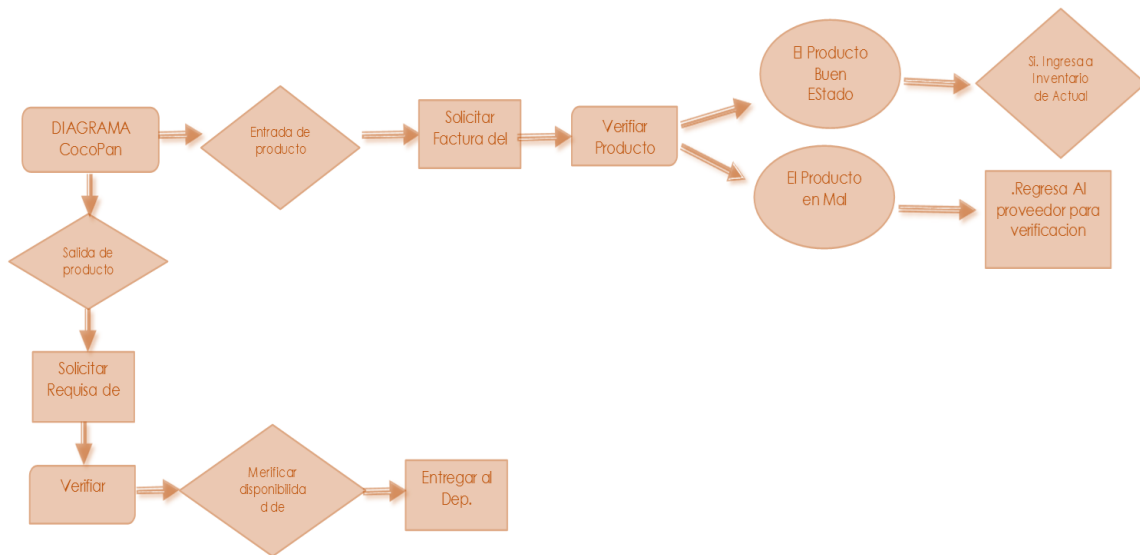 DIAGRAMA
CocoPan
Entrada de
producto
Solicitar
Factura del
Verifiar
Producto
El Producto
Buen
EStado
SI. Ingresa a
Inventario
de Actual
El Producto
en Mal
.Regresa Al
proveedor para
verificacion
Salida de
producto
Solicitar
Requisa de
Verifiar
Merificar
disponibilida
d de
Entregar al
Dep.